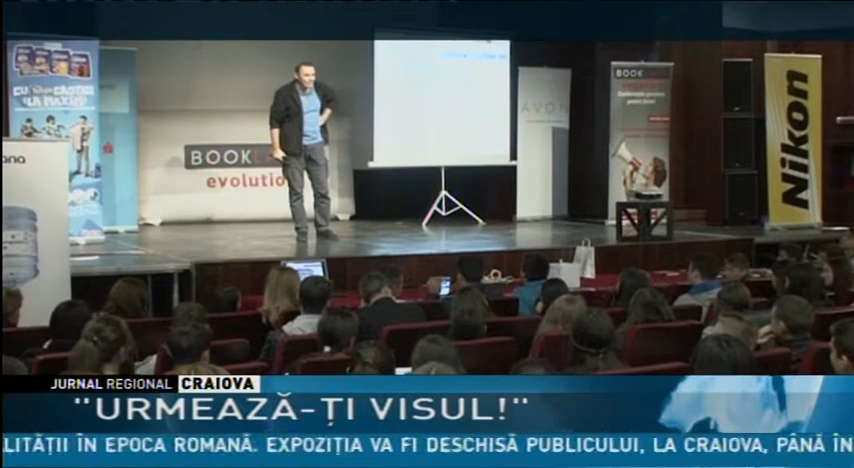 CU
CÂȘTIGI
"LA MAXIM"
BOOK
evolutio
AVON
BOOK
Nikon
JURNAL REGIONAL CRAIOVA
"URMEAZĂ-ȚI VISUL!"
LITĂȚII ÎN EPOCA ROMANĂ. EXPOZIȚIA VA FI DESCHISĂ PUBLICULUI, LA CRAIOVA, PÂNĂ ÎN